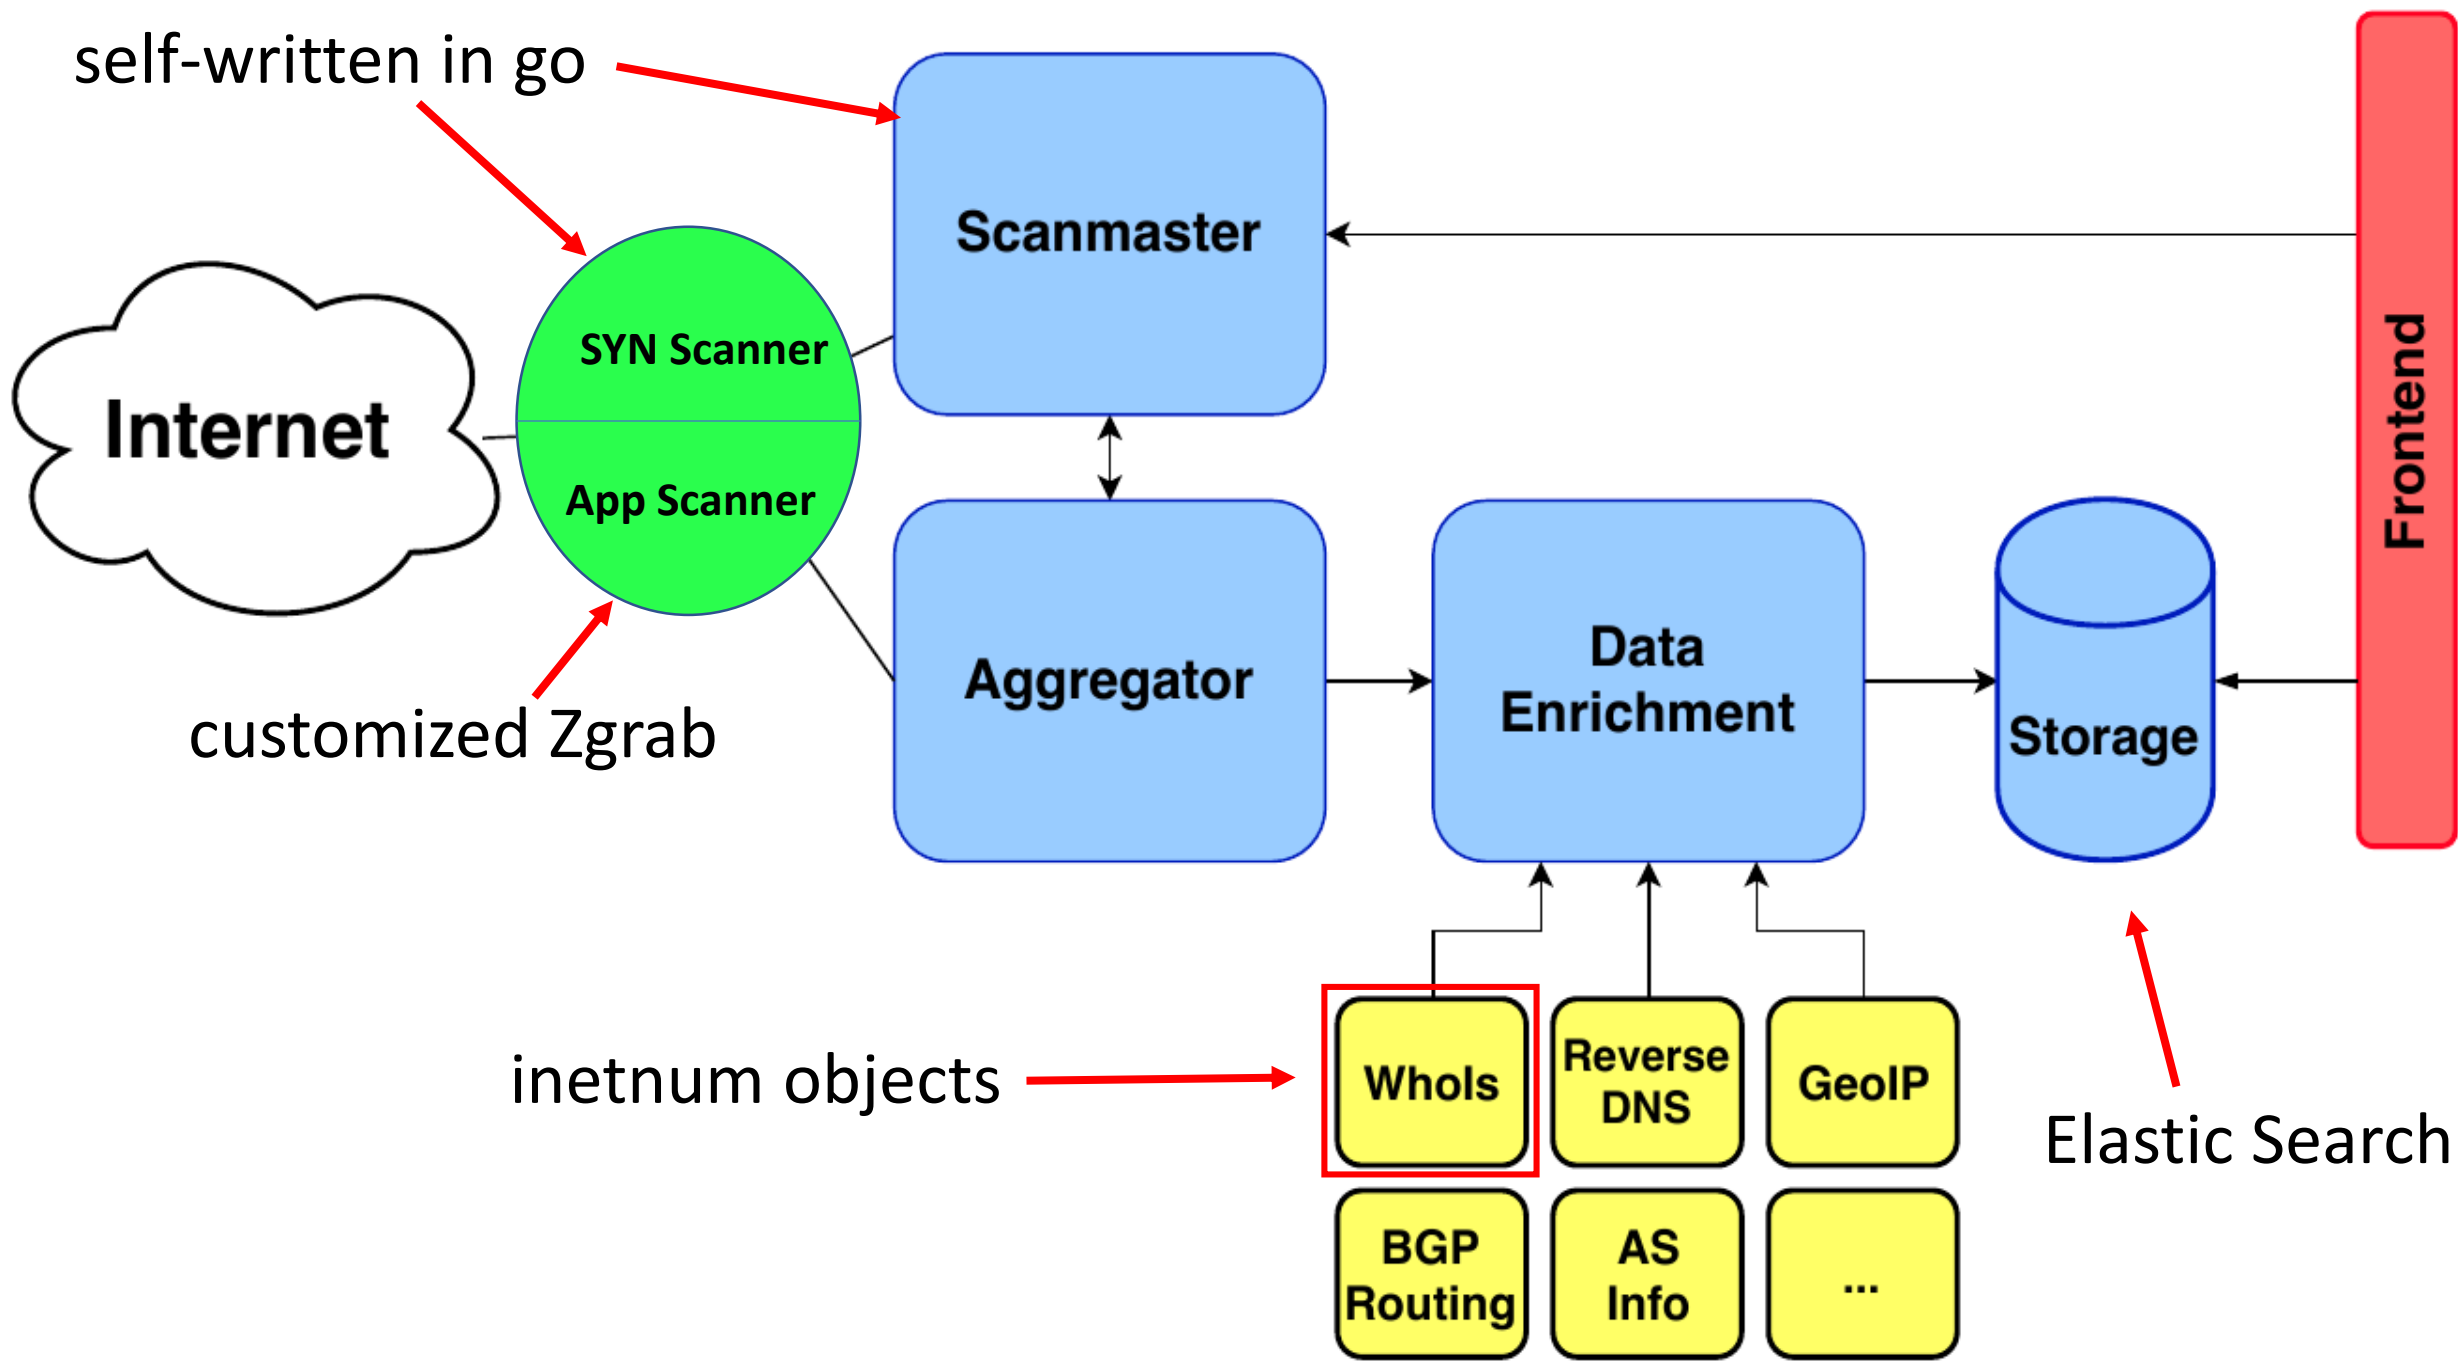 self-written in go
Scanmaster
Internet
SYN Scanner
App Scanner
Frontend
customized Zgrab
Aggregator
Data
Enrichment
Storage
inetnum objects
WhoIs
Reverse
DNS
GeoIP
Elastic Search
BGP
Routing
AS
Info
...